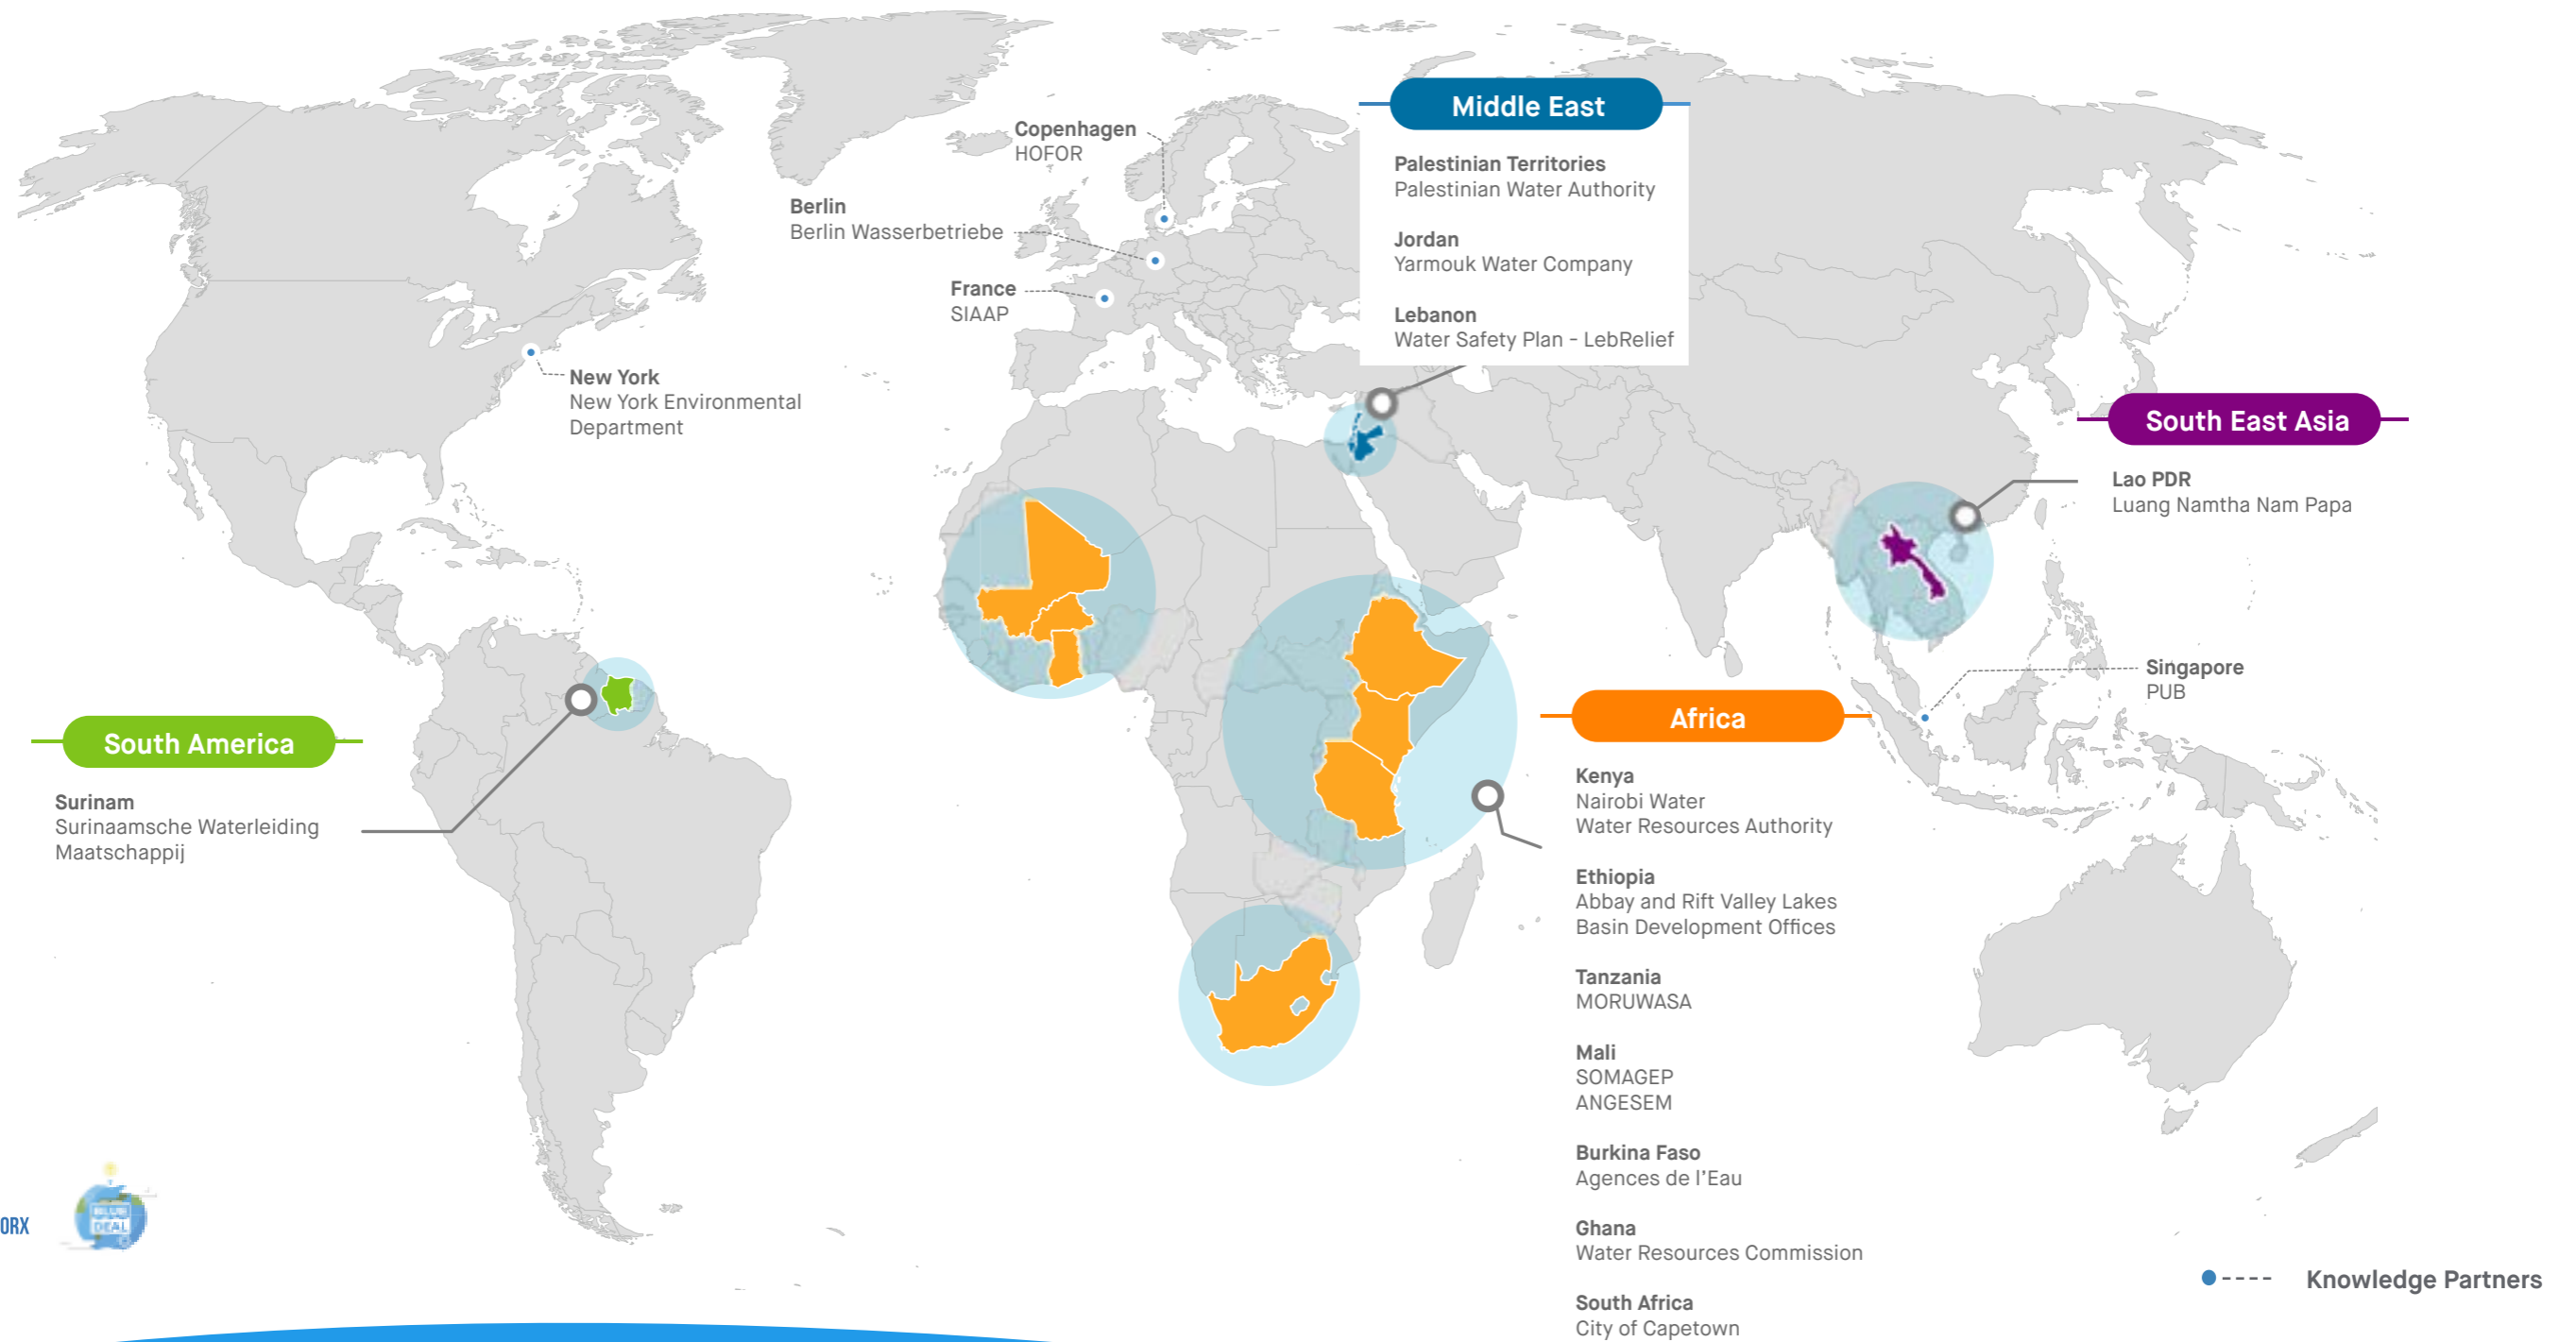 Middle East
Palestinian Territories
Palestinian Water Authority
Jordan
Yarmouk Water Company
Lebanon
Water Safety Plan - LebRelief
Copenhagen
HOFOR
Berlin
Berlin Wasserbetriebe
France
SIAAP
New York
New York Environmental
Department
South East Asia
Lao PDR
Luang Namtha Nam Papa
Singapore
PUB
South America
Surinam
Surinaamsche Waterleiding
Maatschappij
Africa
Kenya
Nairobi Water
Water Resources Authority
Ethiopia
Abbay and Rift Valley Lakes
Basin Development Offices
Tanzania
MORUWASA
Mali
SOMAGEP
ANGESEM
Burkina Faso
Agences de l'Eau
Ghana
Water Resources Commission
South Africa
City of Capetown
ORX
BLUE
DEAL
Knowledge Partners